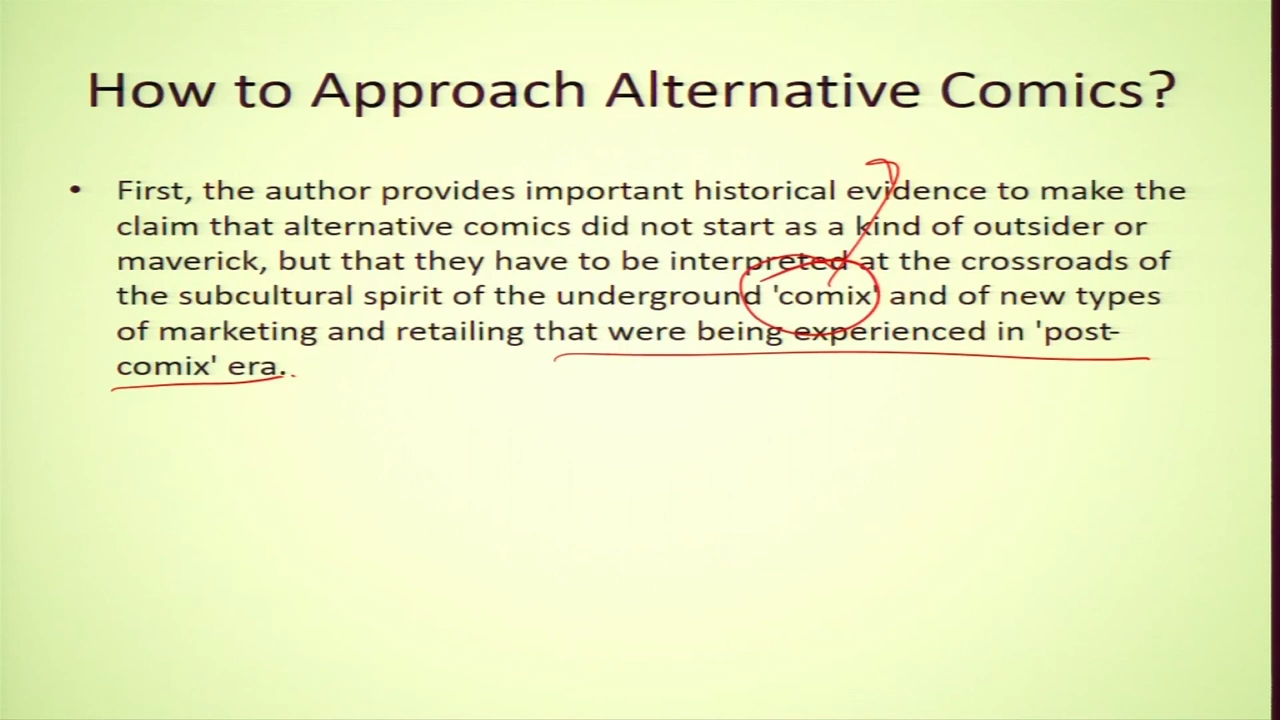 How to Approach Alternative Comics?
• First, the author provides important historical evidence to make the
claim that alternative comics did not start as a kind of outsider or
maverick, but that they have to be interpreted at the crossroads of
the subcultural spirit of the underground 'comix' and of new types
of marketing and retailing that were being experienced in 'post-
comix' era.